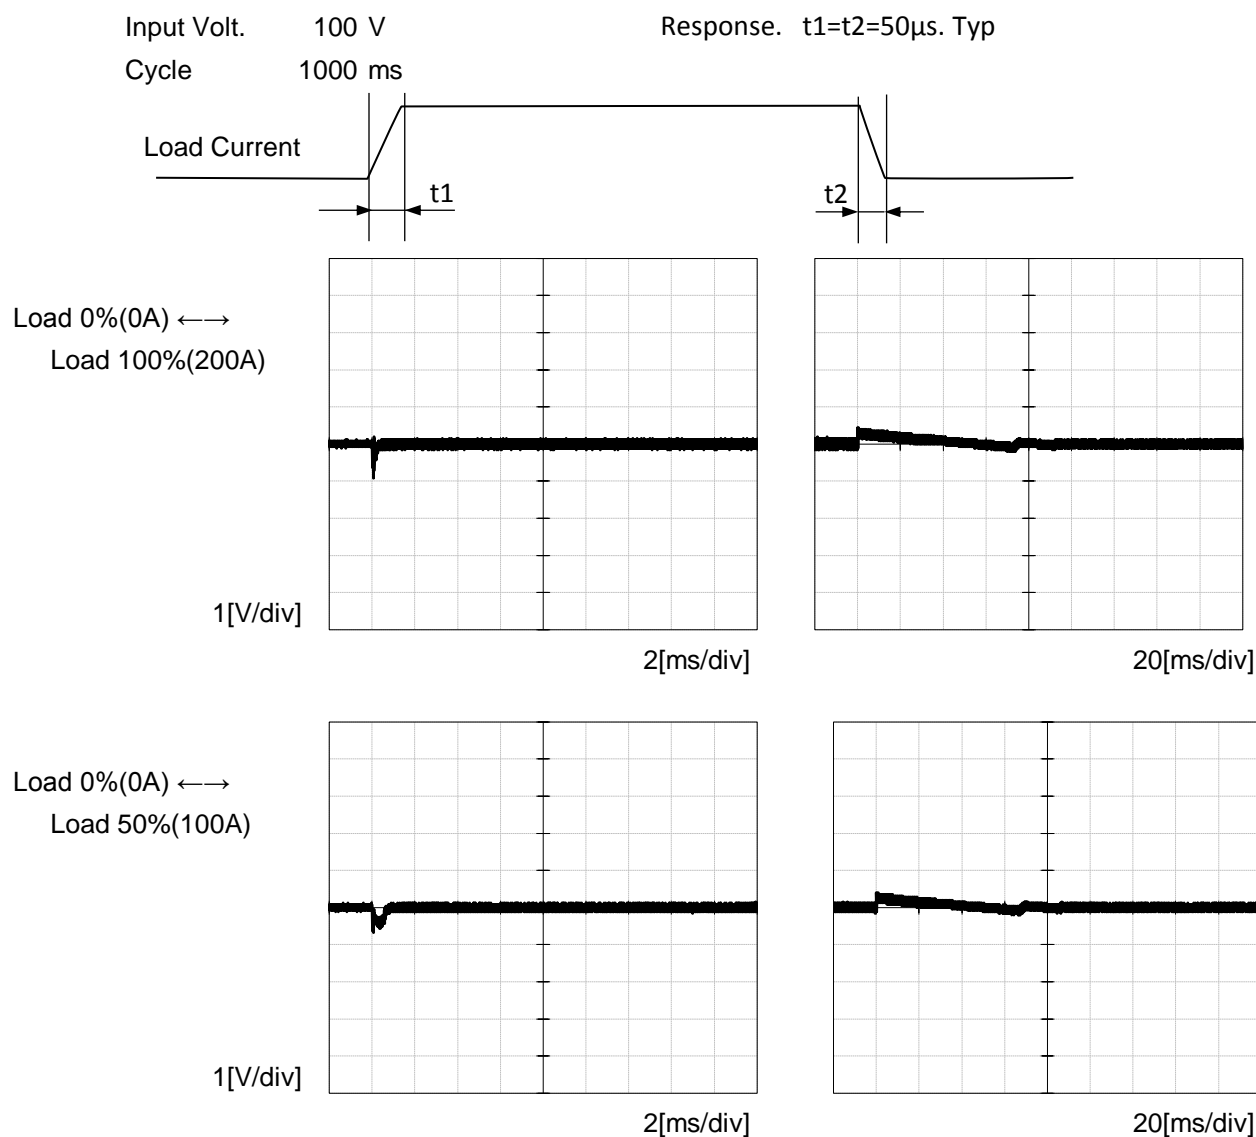 Input Volt. 100 V Response. t1=t2=50µs. Typ
Cycle 1000 ms
Load Current
t1
t2
Load 0%(0A) ←→
Load 100%(200A)
1[V/div]
2[ms/div]
20[ms/div]
Load 0%(0A) ←→
Load 50%(100A)
1[V/div]
2[ms/div]
20[ms/div]